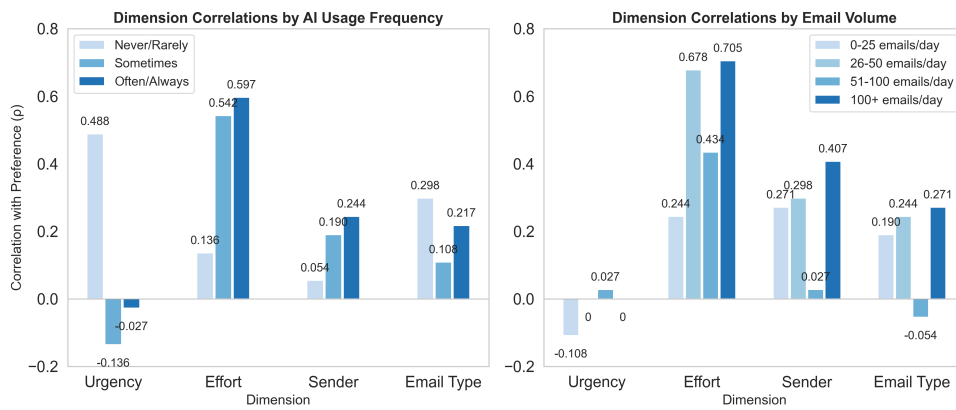 Dimension Correlations by AI Usage Frequency
0.8
0.6
0.4
0.2
0.0
−0.2
Correlation with Preference (ρ)
Never/Rarely
Sometimes
Often/Always
0.488
-0.136
-0.027
0.136
0.542
0.597
0.054
0.190
0.244
0.298
0.108
0.217
Urgency
Effort
Sender
Email Type
Dimension
Dimension Correlations by Email Volume
0.8
0.6
0.4
0.2
0.0
−0.2
0-25 emails/day
26-50 emails/day
51-100 emails/day
100+ emails/day
-0.108
0
0.027
0
0.244
0.678
0.434
0.705
0.271
0.298
0.027
0.407
0.190
0.244
-0.054
0.271
Urgency
Effort
Sender
Email Type
Dimension